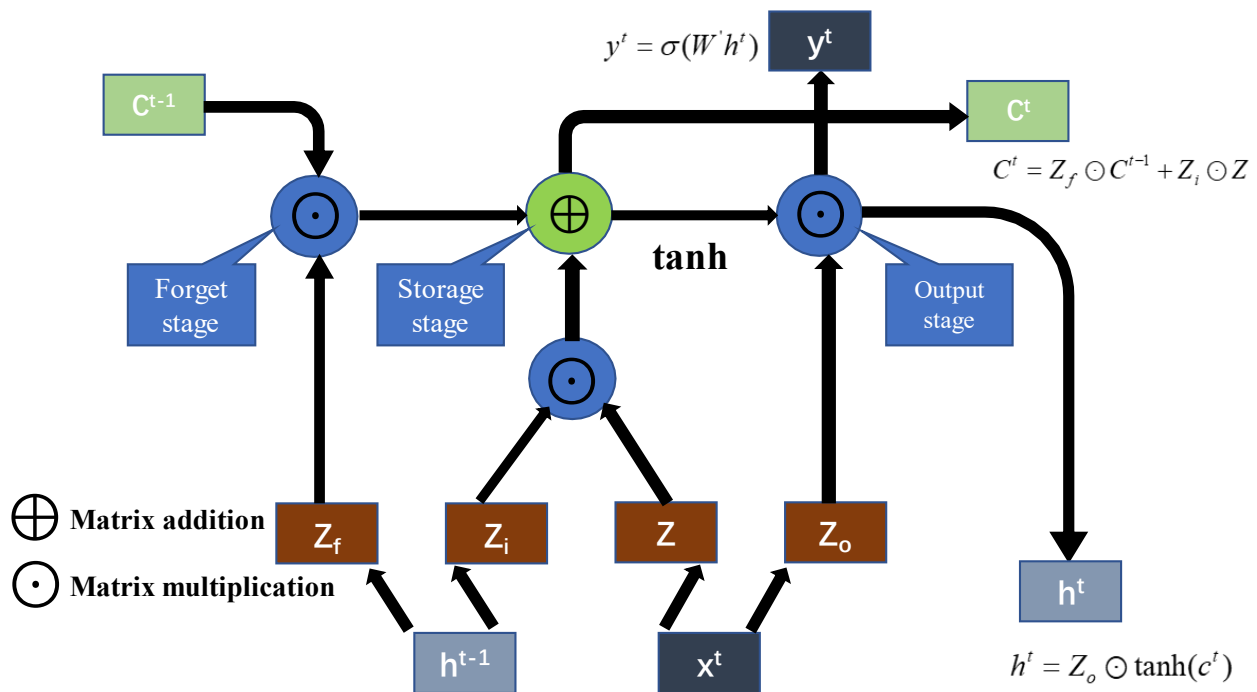 y^t = σ(W'h^t)
y^t
C^{t-1}
C^t
C^t = Z_f ⊙ C^{t-1} + Z_i ⊙ Z
tanh
Forget
stage
Storage
stage
Output
stage
Z_f
Z_i
Z
Z_o
⊕ Matrix addition
⊙ Matrix multiplication
h^{t-1}
x^t
h^t
h^t = Z_o ⊙ tanh(c^t)